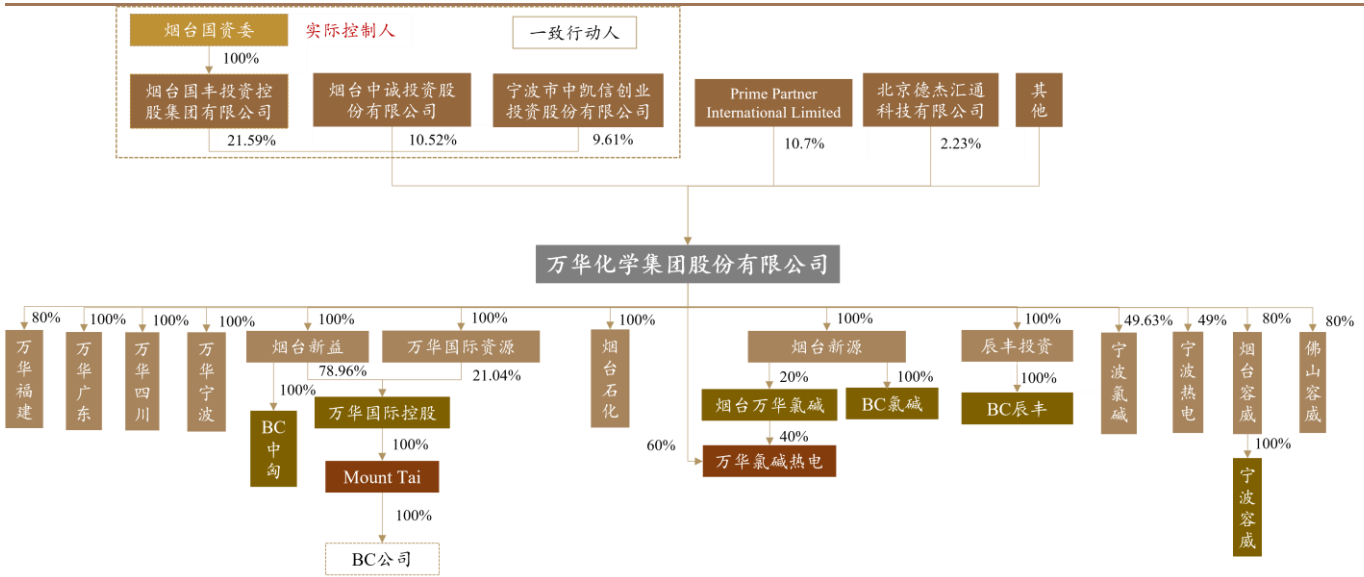 烟台国资委
实际控制人
一致行动人
100%
烟台国丰投资控
股集团有限公司
烟台中诚投资股
份有限公司
宁波市中凯信创业
投资股份有限公司
Prime Partner
International Limited
北京德杰汇通
科技有限公司
其他
21.59%
10.52%
9.61%
10.7%
2.23%
万华化学集团股份有限公司
80%
100%
100%
100%
100%
100%
100%
100%
100%
49.63%
49%
80%
80%
万华福建
万华广东
万华四川
万华宁波
烟台新益
万华国际资源
烟台石化
烟台新源
辰丰投资
宁波氯碱
宁波热电
烟台容威
佛山容威
78.96%
21.04%
20%
100%
100%
100%
BC中匈
万华国际控股
烟台万华氯碱
BC氯碱
BC辰丰
100%
60%
40%
100%
Mount Tai
万华氯碱热电
宁波容威
100%
BC公司